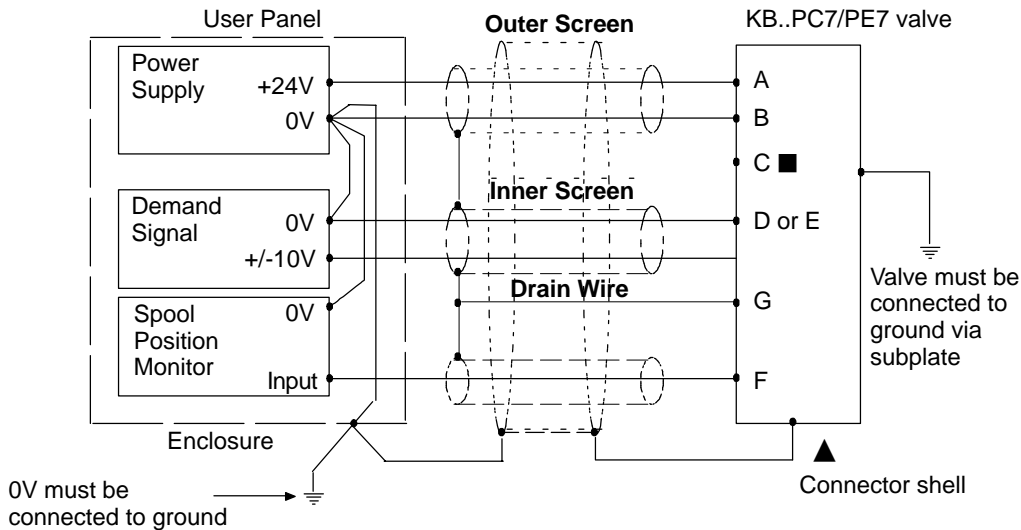 User Panel
Outer Screen
KB..PC7/PE7 valve
Power
Supply
+24V
0V
A
B
C ■
Inner Screen
Demand
Signal
0V
+/-10V
D or E
Drain Wire
G
Valve must be
connected to
ground via
subplate
Spool
Position
Monitor
0V
Input
F
Enclosure
▲
Connector shell
0V must be
connected to ground